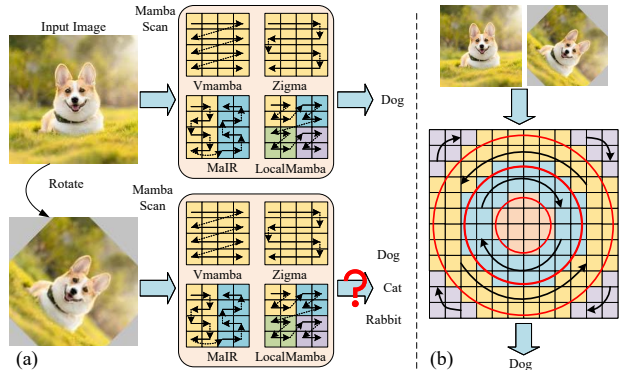 Input Image
Mamba
Scan
Vmamba
Zigma
MaIR
LocalMamba
Dog
Rotate
Mamba
Scan
Vmamba
Zigma
MaIR
LocalMamba
?
Dog
Cat
Rabbit
(a)
(b)
Dog